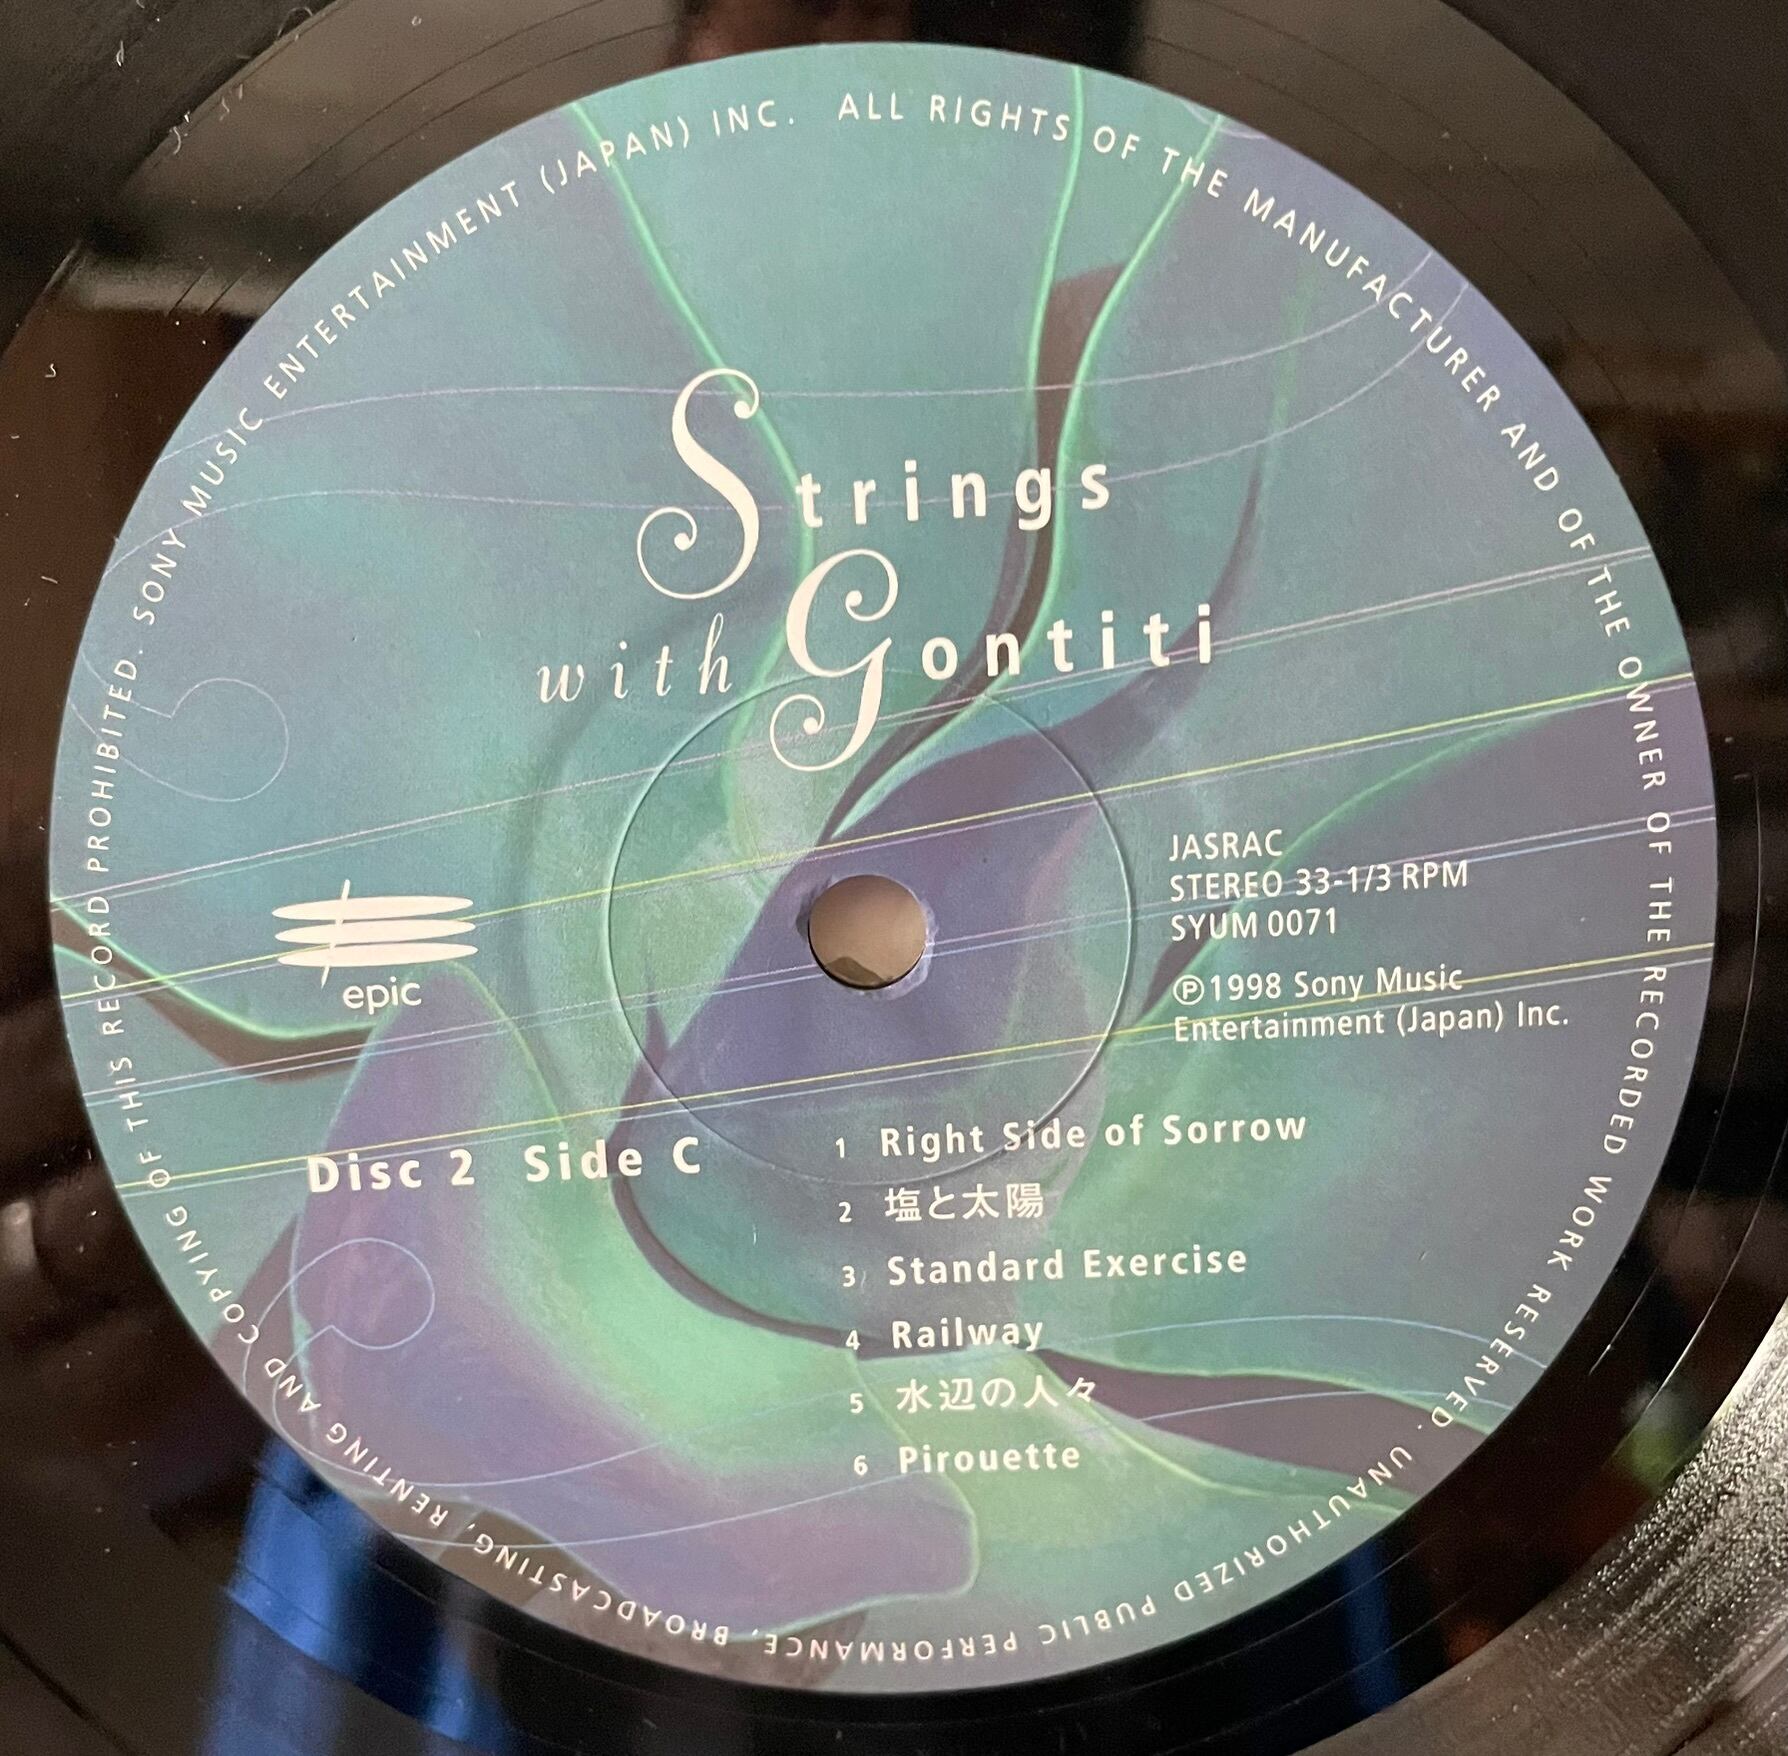 Strings
with Gontiti
epic
JASRAC
STEREO 33-1/3 RPM
SYUM 0071
Ⓟ1998 Sony Music
Entertainment (Japan) Inc.
Disc 2 Side C
1 Right Side of Sorrow
2 塩と太陽
3 Standard Exercise
4 Railway
5 水辺の人々
6 Pirouette
SONY MUSIC ENTERTAINMENT (JAPAN) INC. ALL RIGHTS OF THE MANUFACTURER AND OF THE OWNER OF THE RECORDED WORK RESERVED. UNAUTHORIZED PUBLIC PERFORMANCE, BROADCASTING, RENTING AND COPYING OF THIS RECORD PROHIBITED.